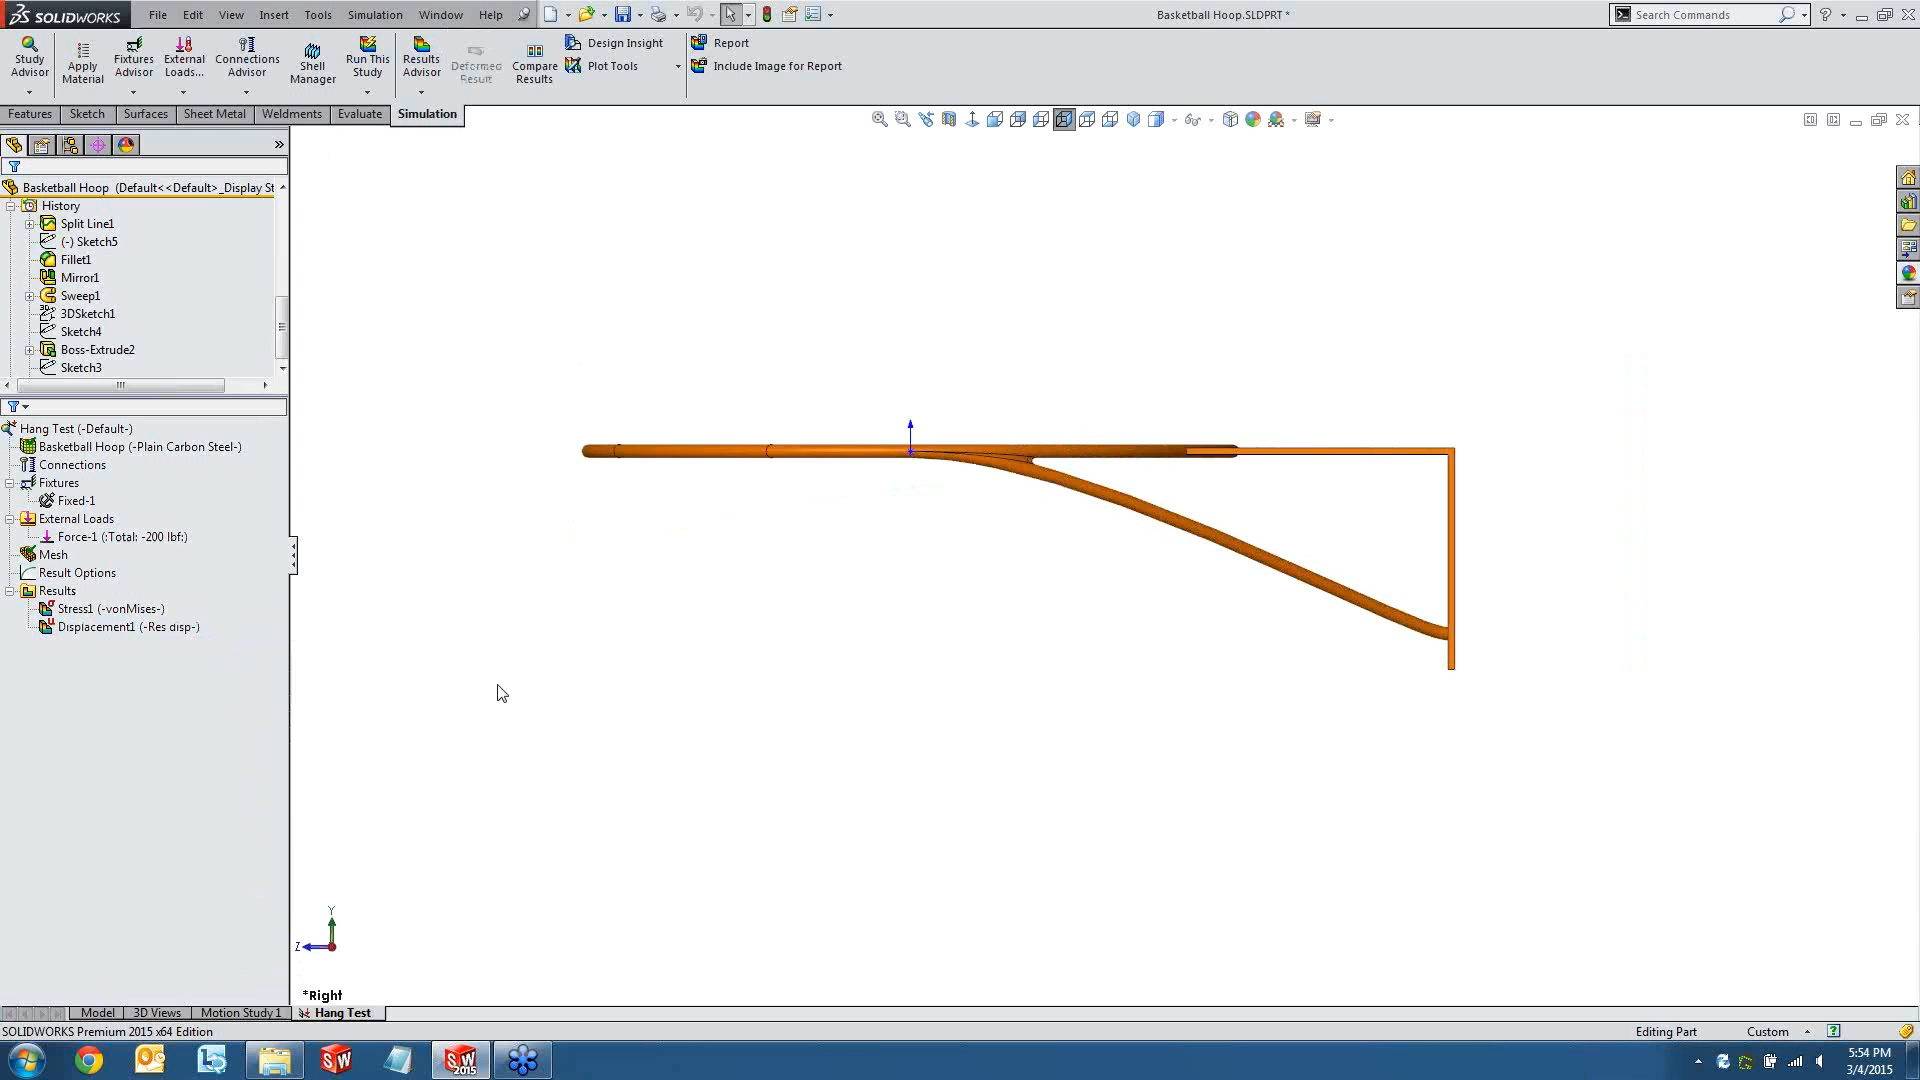 SOLIDWORKS File Edit View Insert Tools Simulation Window Help Basketball Hoop.SLDPRT * Search Commands ?
Study Advisor
Apply Material
Fixtures Advisor
External Loads...
Connections Advisor
Shell Manager
Run This Study
Results Advisor
Deformed Result
Compare Results
Design Insight
Plot Tools
Report
Include Image for Report
Features Sketch Surfaces Sheet Metal Weldments Evaluate Simulation
Basketball Hoop (Default<<Default>_Display St
History
Split Line1
(-) Sketch5
Fillet1
Mirror1
Sweep1
3DSketch1
Sketch4
Boss-Extrude2
Sketch3
Hang Test (-Default-)
Basketball Hoop (-Plain Carbon Steel-)
Connections
Fixtures
Fixed-1
External Loads
Force-1 (:Total: -200 lbf:)
Mesh
Result Options
Results
Stress1 (-vonMises-)
Displacement1 (-Res disp-)
Y
Z
*Right
Model 3D Views Motion Study 1 Hang Test
SOLIDWORKS Premium 2015 x64 Edition Editing Part Custom ?
SW
SW 2015
5:54 PM
3/4/2015